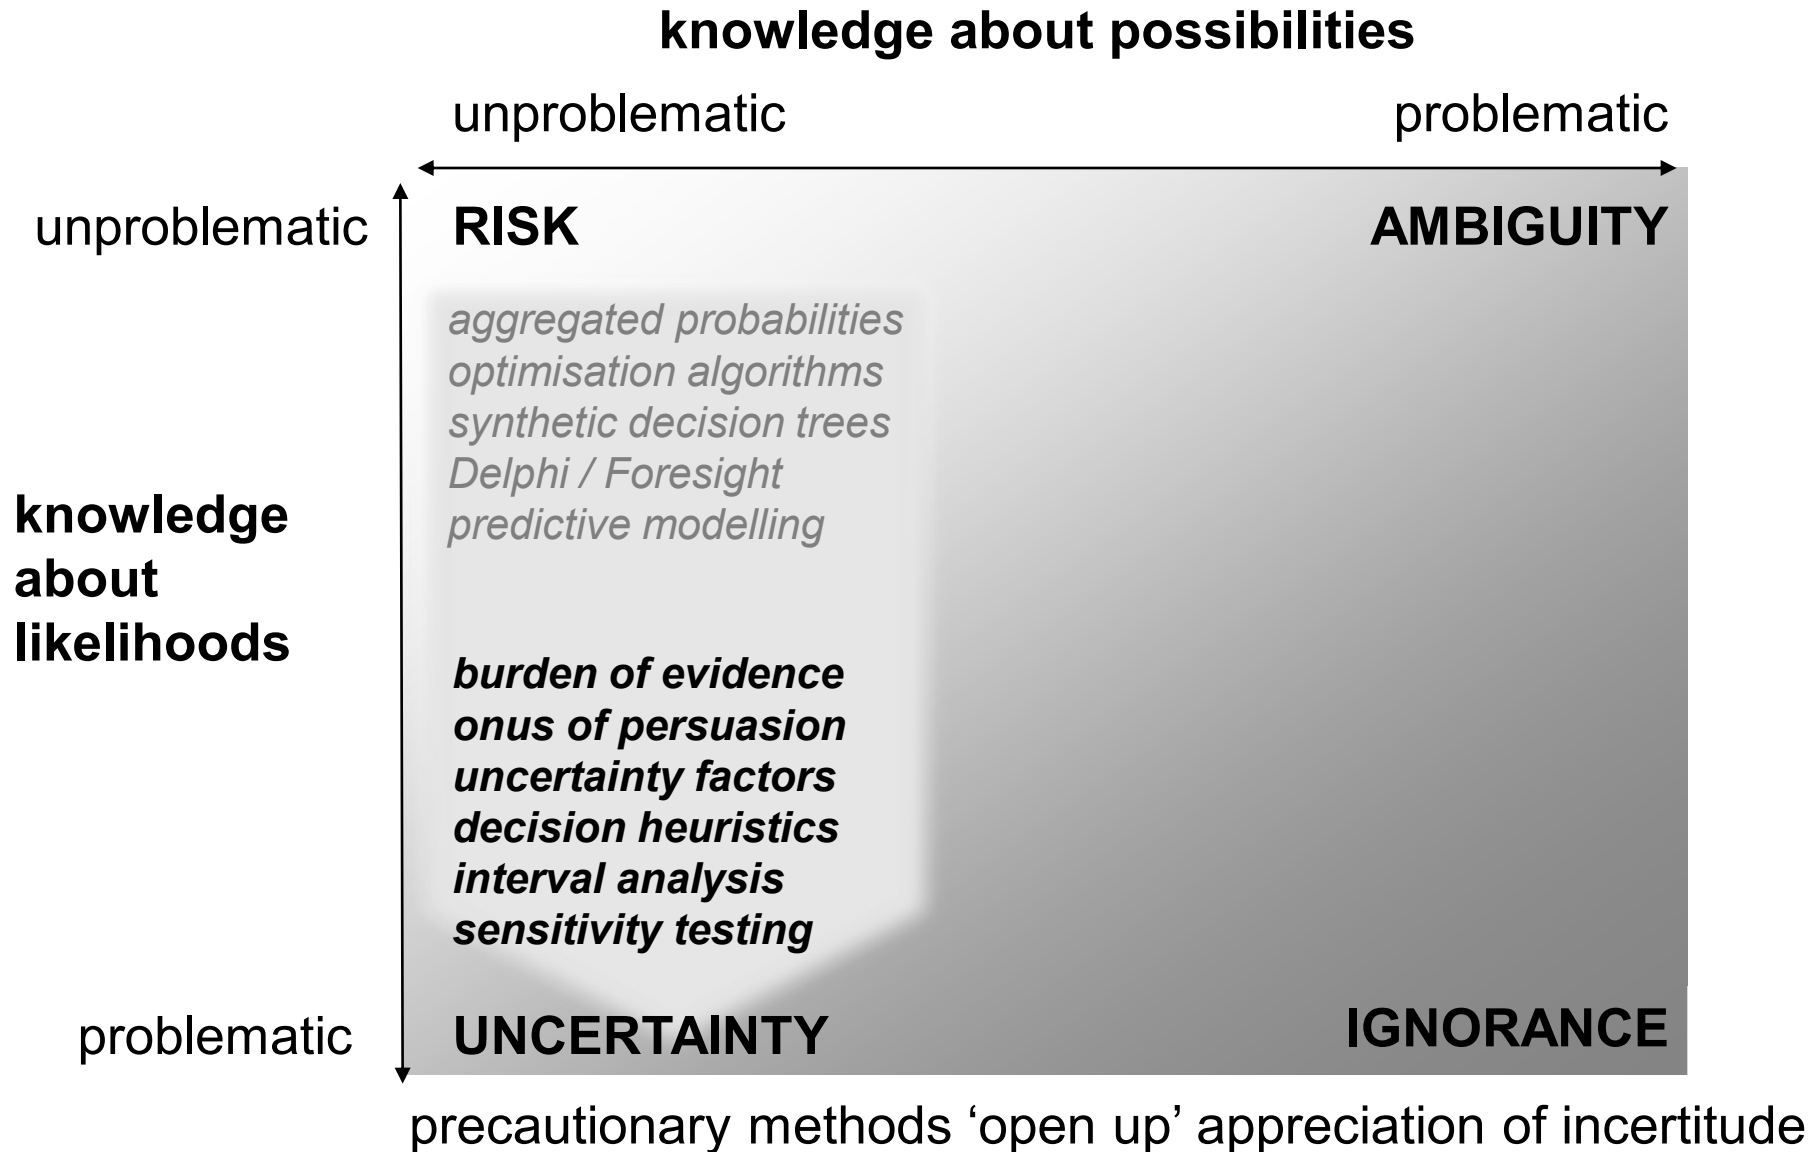 knowledge about possibilities
unproblematic problematic
unproblematic RISK AMBIGUITY
aggregated probabilities
optimisation algorithms
synthetic decision trees
Delphi / Foresight
predictive modelling
knowledge
about
likelihoods
burden of evidence
onus of persuasion
uncertainty factors
decision heuristics
interval analysis
sensitivity testing
problematic UNCERTAINTY IGNORANCE
precautionary methods ‘open up’ appreciation of incertitude